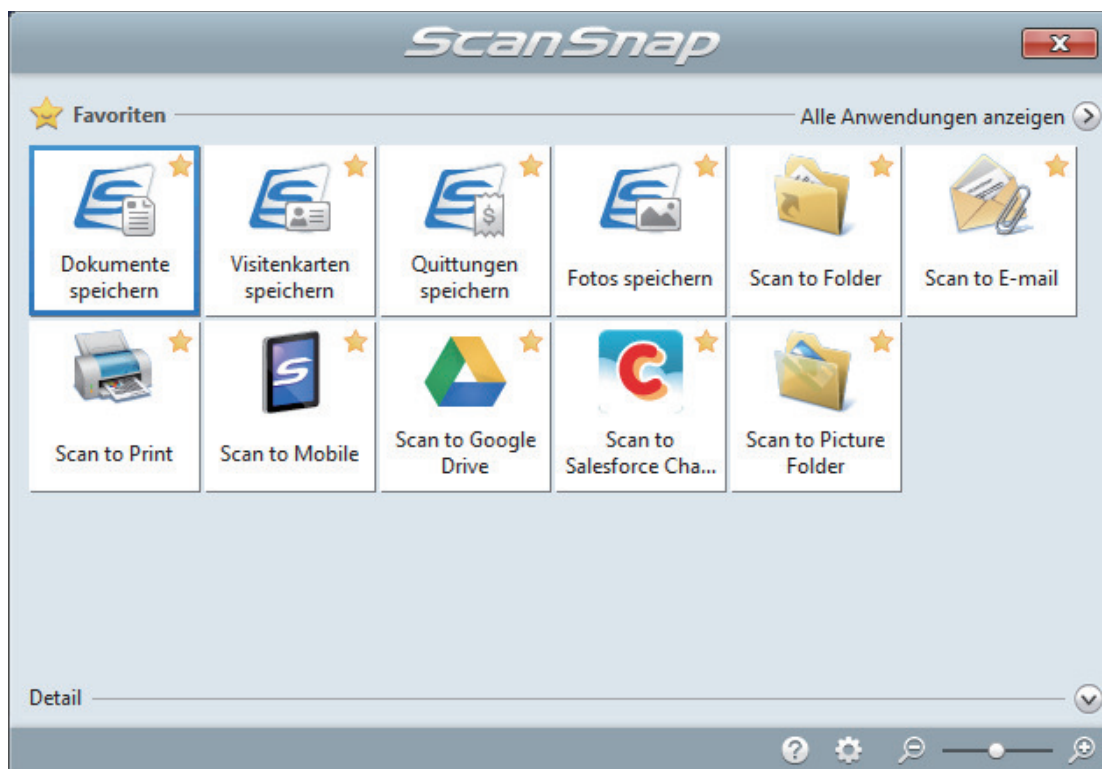 ScanSnap
Favoriten
Alle Anwendungen anzeigen
Dokumente
speichern
Visitenkarten
speichern
Quittungen
speichern
Fotos speichern
Scan to Folder
Scan to E-mail
Scan to Print
Scan to Mobile
Scan to Google
Drive
Scan to
Salesforce Cha...
Scan to Picture
Folder
Detail